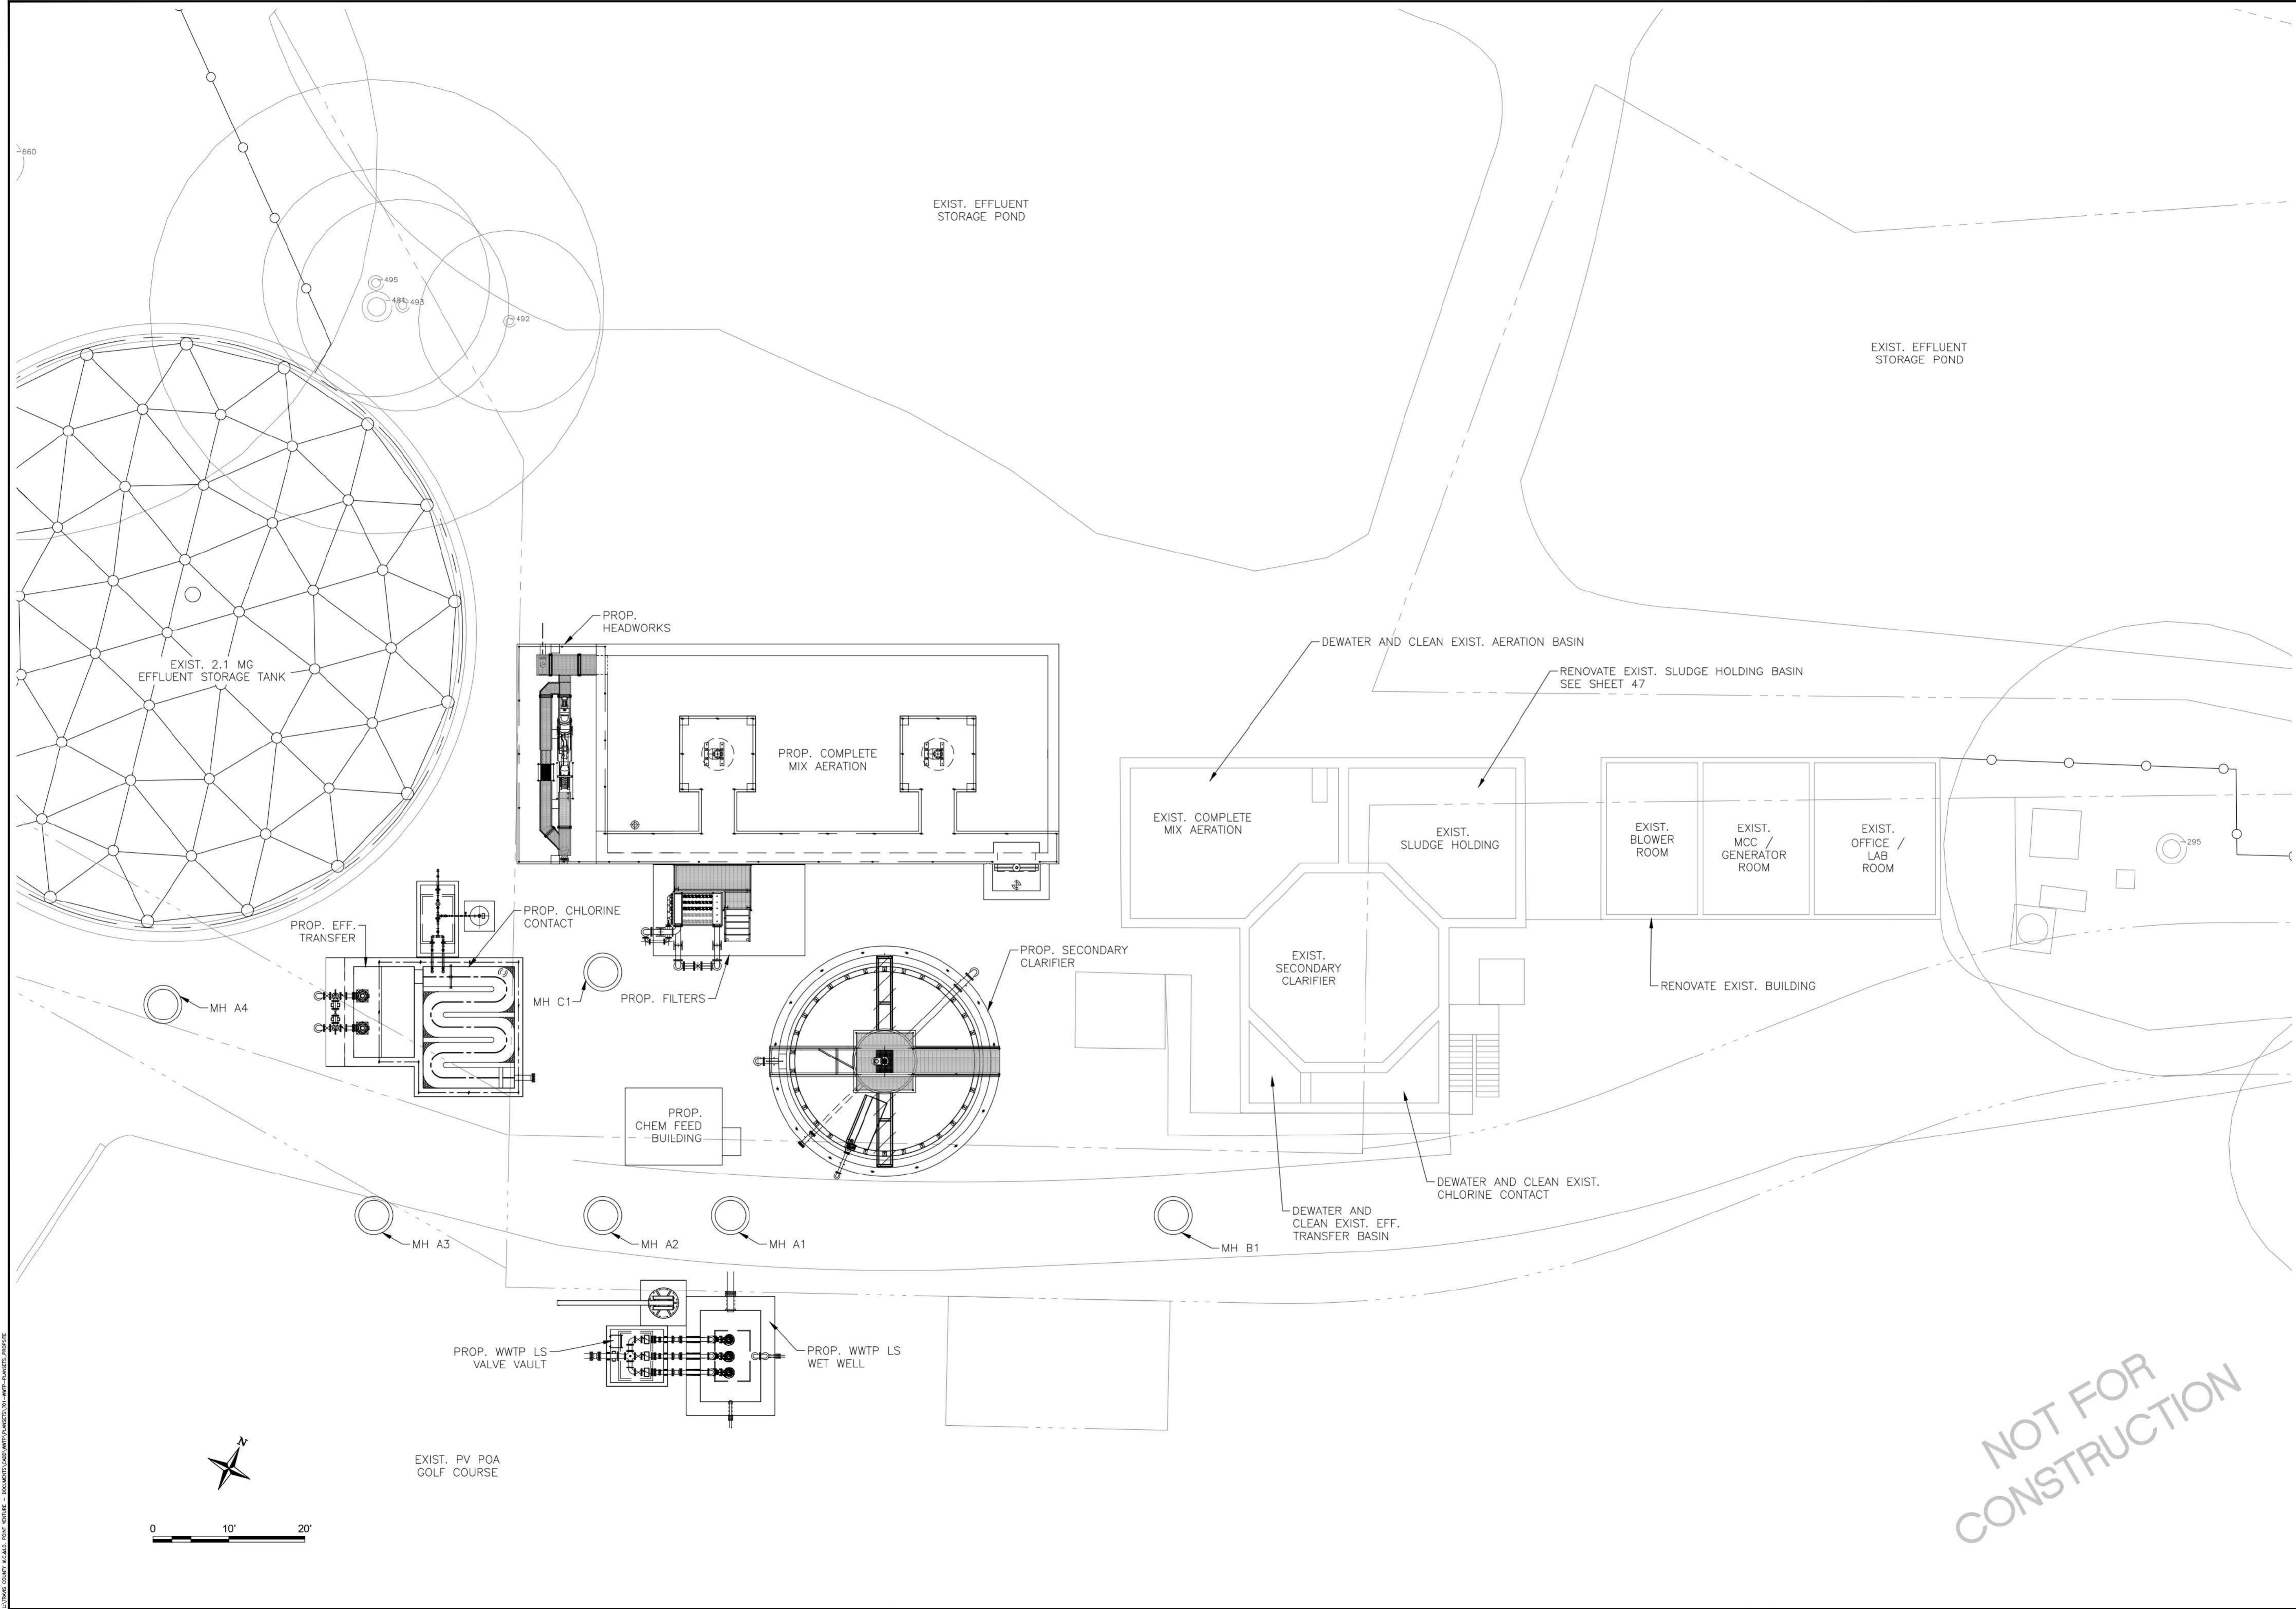 660
EXIST. EFFLUENT
STORAGE POND
495
493
492
EXIST. EFFLUENT
STORAGE POND
PROP.
HEADWORKS
DEWATER AND CLEAN EXIST. AERATION BASIN
RENOVATE EXIST. SLUDGE HOLDING BASIN
SEE SHEET 47
EXIST. 2.1 MG
EFFLUENT STORAGE TANK
PROP. COMPLETE
MIX AERATION
EXIST. COMPLETE
MIX AERATION
EXIST.
SLUDGE HOLDING
EXIST.
BLOWER
ROOM
EXIST.
MCC /
GENERATOR
ROOM
EXIST.
OFFICE /
LAB
ROOM
295
PROP. EFF.
TRANSFER
PROP. CHLORINE
CONTACT
PROP. SECONDARY
CLARIFIER
EXIST.
SECONDARY
CLARIFIER
RENOVATE EXIST. BUILDING
MH A4
MH C1
PROP. FILTERS
PROP.
CHEM FEED
BUILDING
DEWATER AND CLEAN EXIST.
CHLORINE CONTACT
DEWATER AND
CLEAN EXIST. EFF.
TRANSFER BASIN
MH A3
MH A2
MH A1
MH B1
PROP. WWTP LS
VALVE VAULT
PROP. WWTP LS
WET WELL
N
EXIST. PV POA
GOLF COURSE
0 10' 20'
NOT FOR
CONSTRUCTION